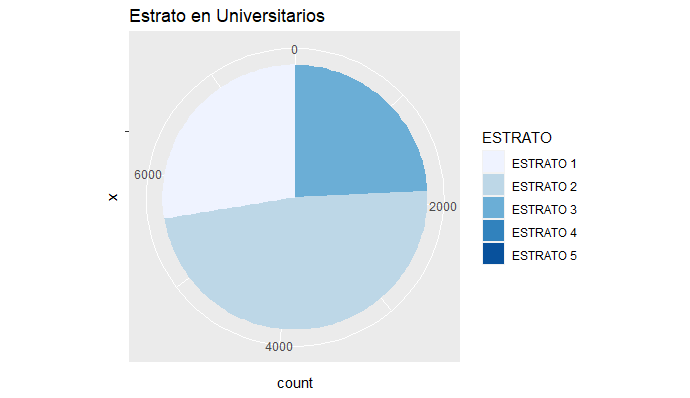 Estrato en Universitarios
0
2000
4000
6000
x
count
ESTRATO
ESTRATO 1
ESTRATO 2
ESTRATO 3
ESTRATO 4
ESTRATO 5